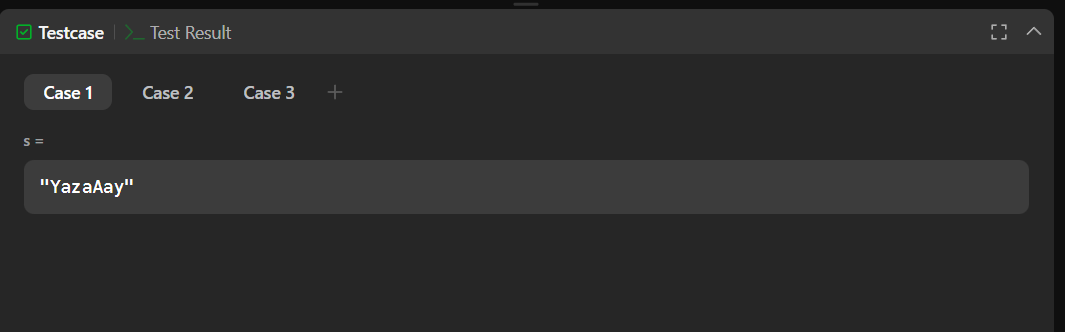 Testcase Test Result
Case 1 Case 2 Case 3
s =
"YazaAay"